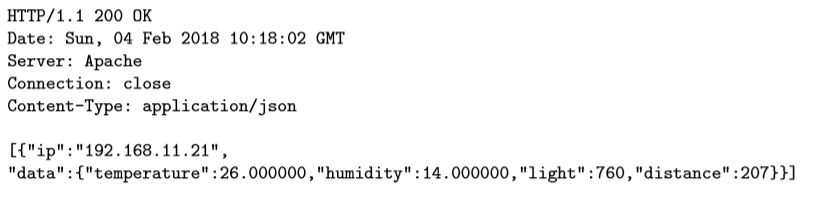 HTTP/1.1 200 OK
Date: Sun, 04 Feb 2018 10:18:02 GMT
Server: Apache
Connection: close
Content-Type: application/json

[{"ip":"192.168.11.21",
"data":{"temperature":26.000000,"humidity":14.000000,"light":760,"distance":207}}]